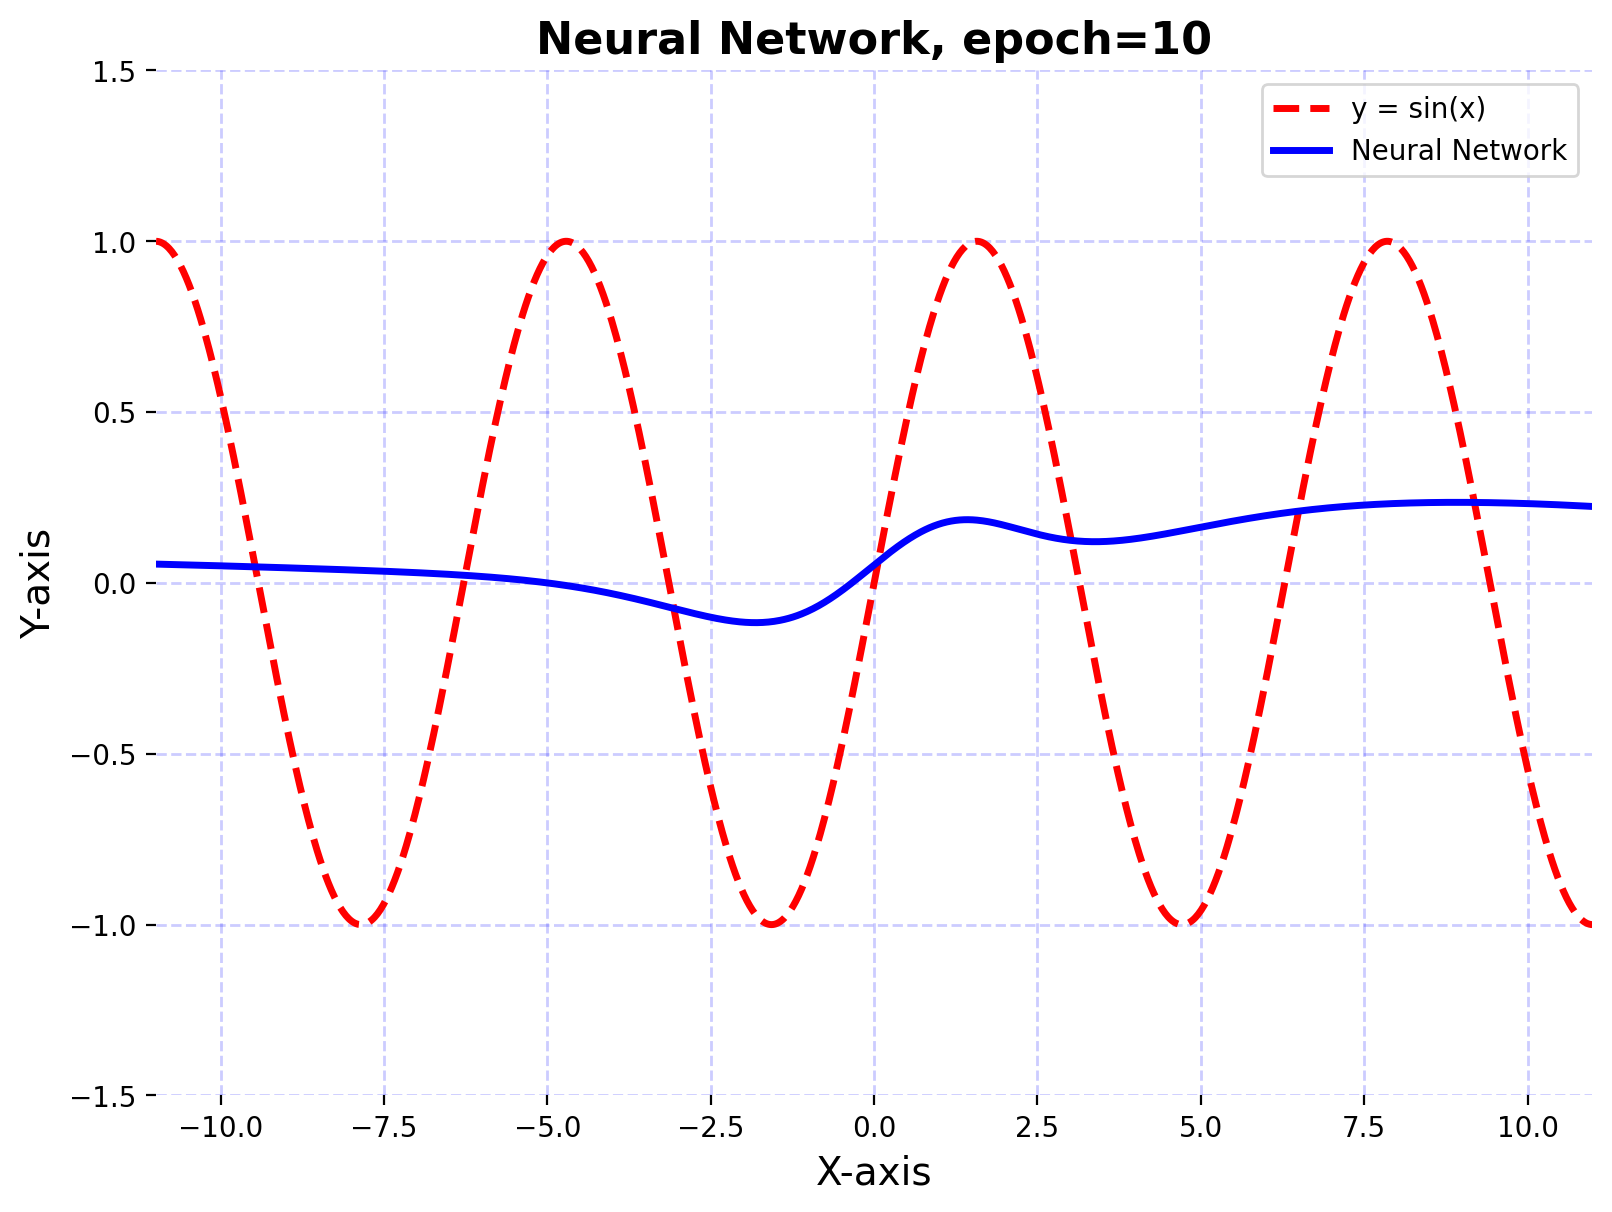 Neural Network, epoch=10
y = sin(x)
Neural Network
1.5
1.0
0.5
0.0
−0.5
−1.0
−1.5
Y-axis
−10.0 −7.5 −5.0 −2.5 0.0 2.5 5.0 7.5 10.0
X-axis